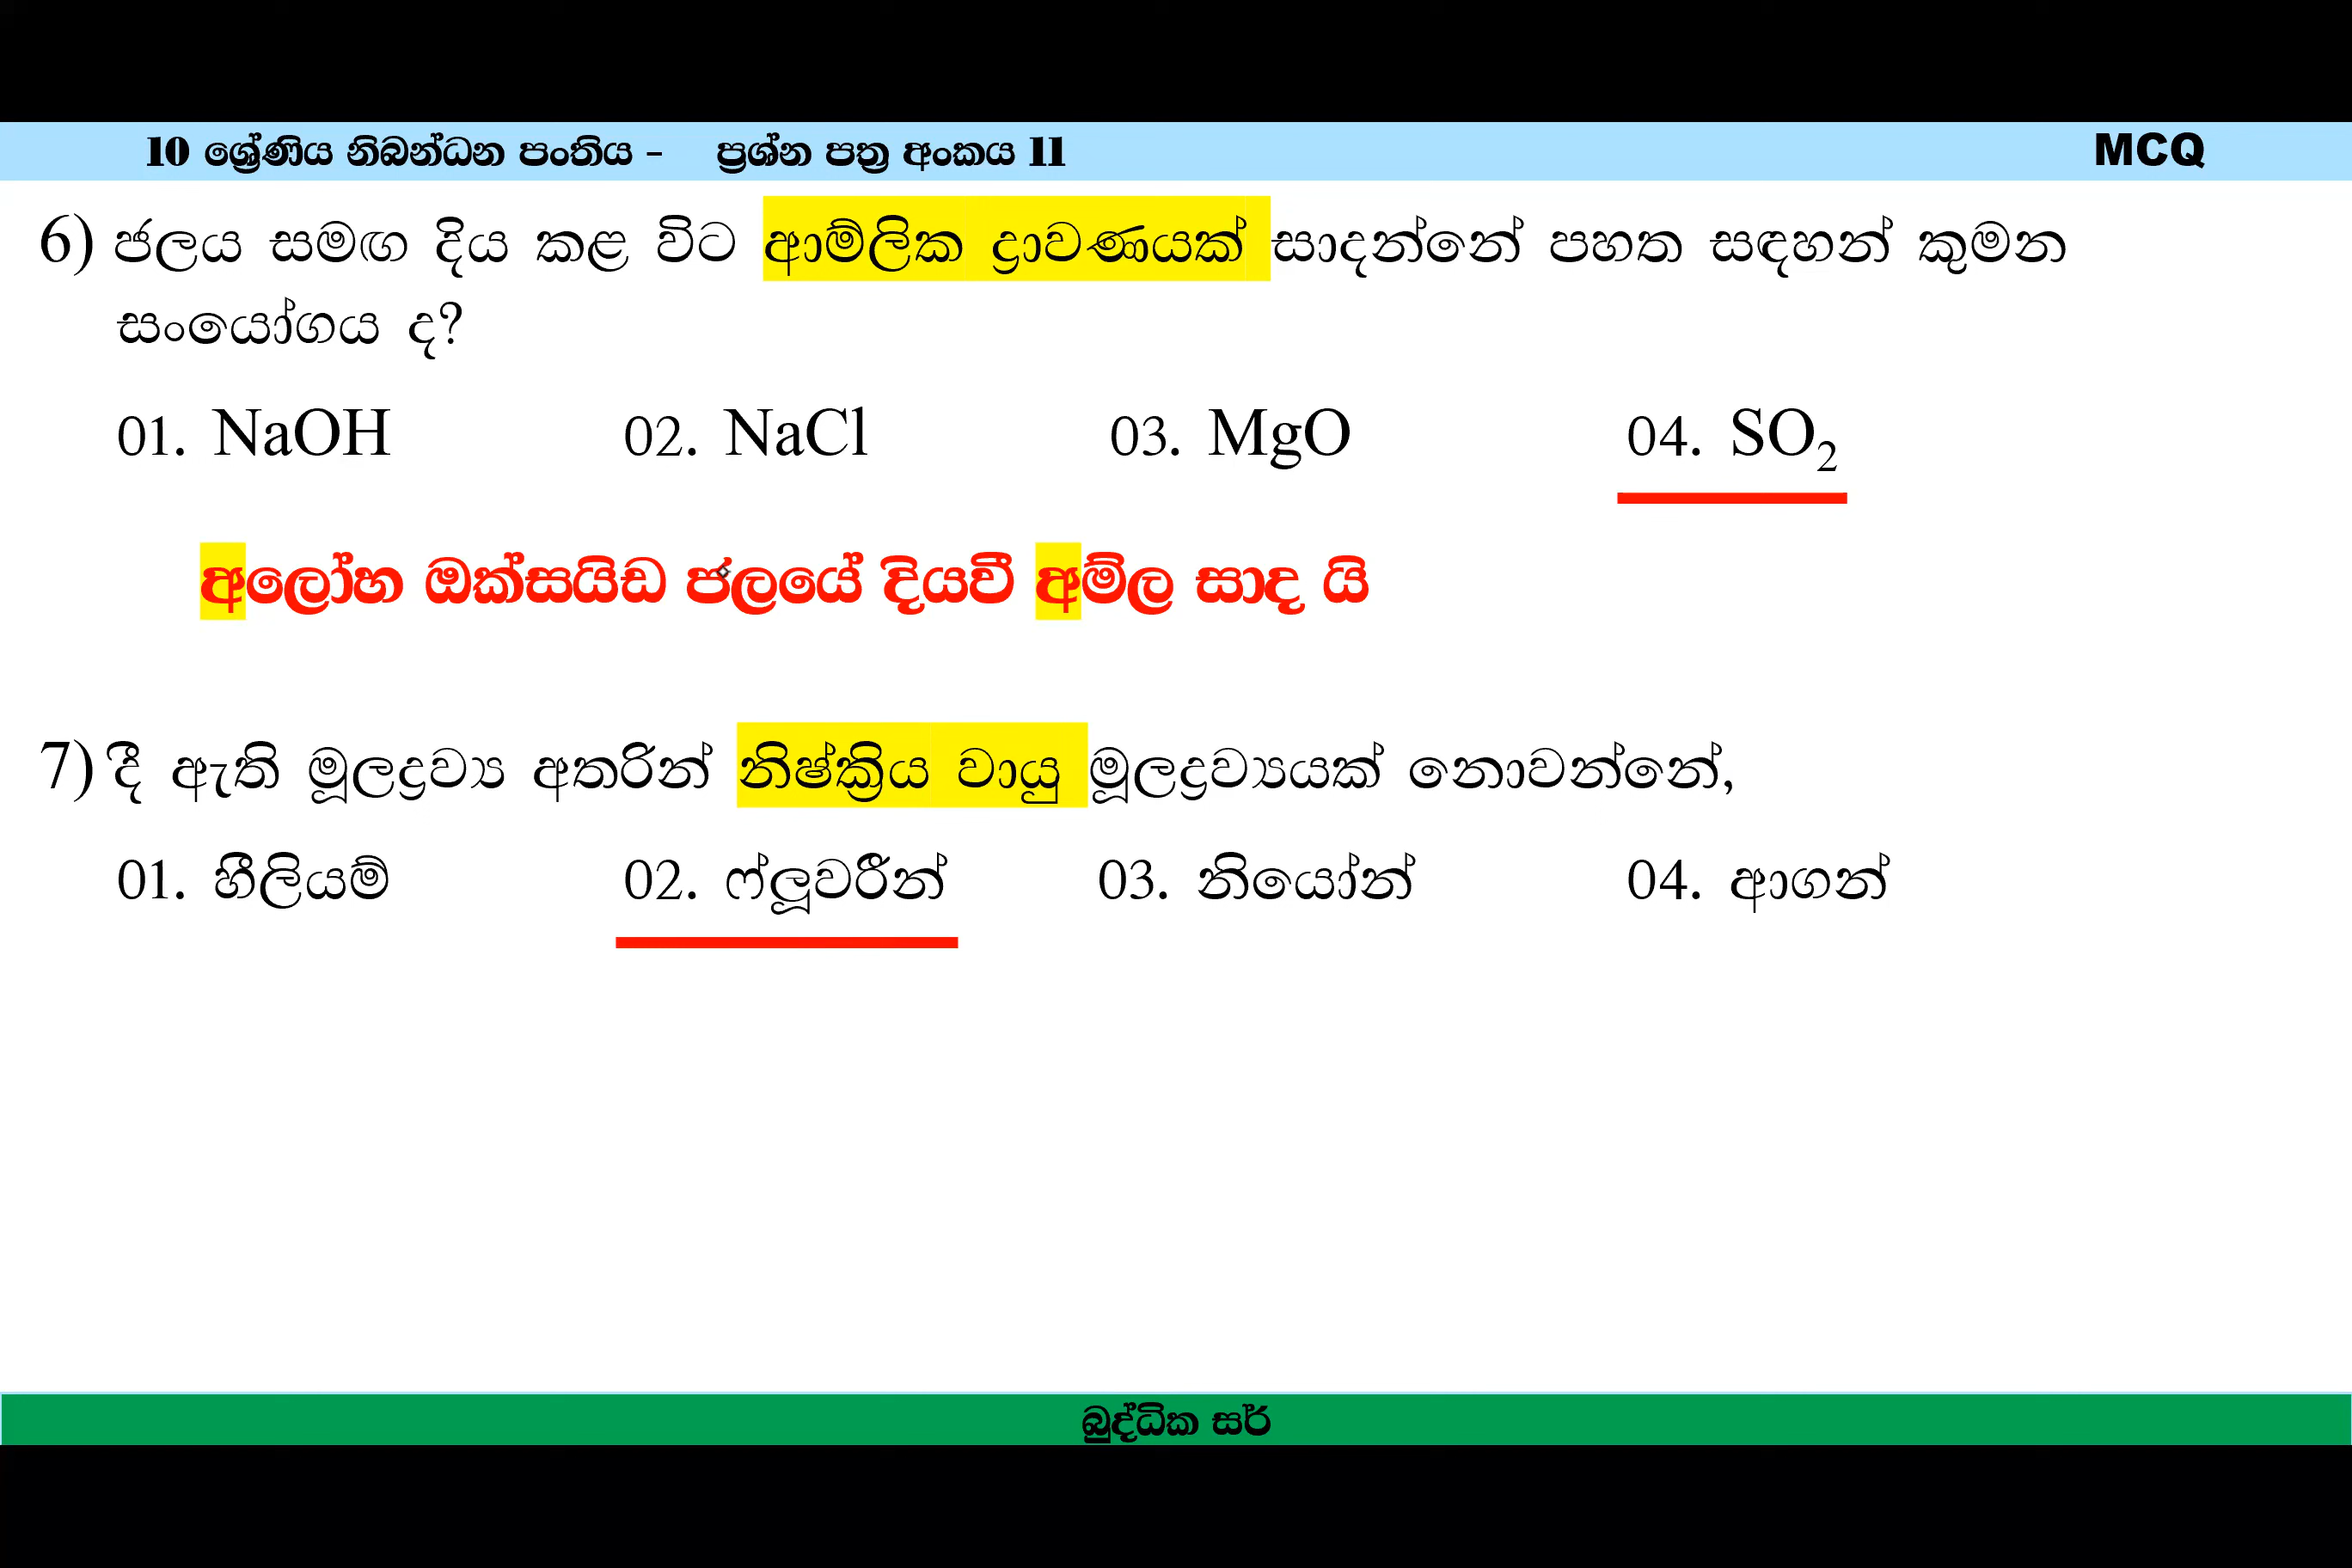 10 ශ්‍රේණිය නිබන්ධන පංතිය - ප්‍රශ්න පත්‍ර අංකය 11 MCQ
6) ජලය සමඟ දිය කළ විට ආම්ලික ද්‍රාවණයක් සාදන්නේ පහත සඳහන් කුමන
සංයෝගය ද?
01. NaOH 02. NaCl 03. MgO 04. SO₂
අලෝහ ඔක්සයිඩ ජලයේ දියවී අම්ල සාද යි
7) දී ඇති මූලද්‍රව්‍ය අතරින් නිෂ්ක්‍රිය වායු මූලද්‍රව්‍යයක් නොවන්නේ,
01. හීලියම් 02. ෆ්ලූවරීන් 03. නියෝන් 04. ආගන්
බුද්ධික සර්